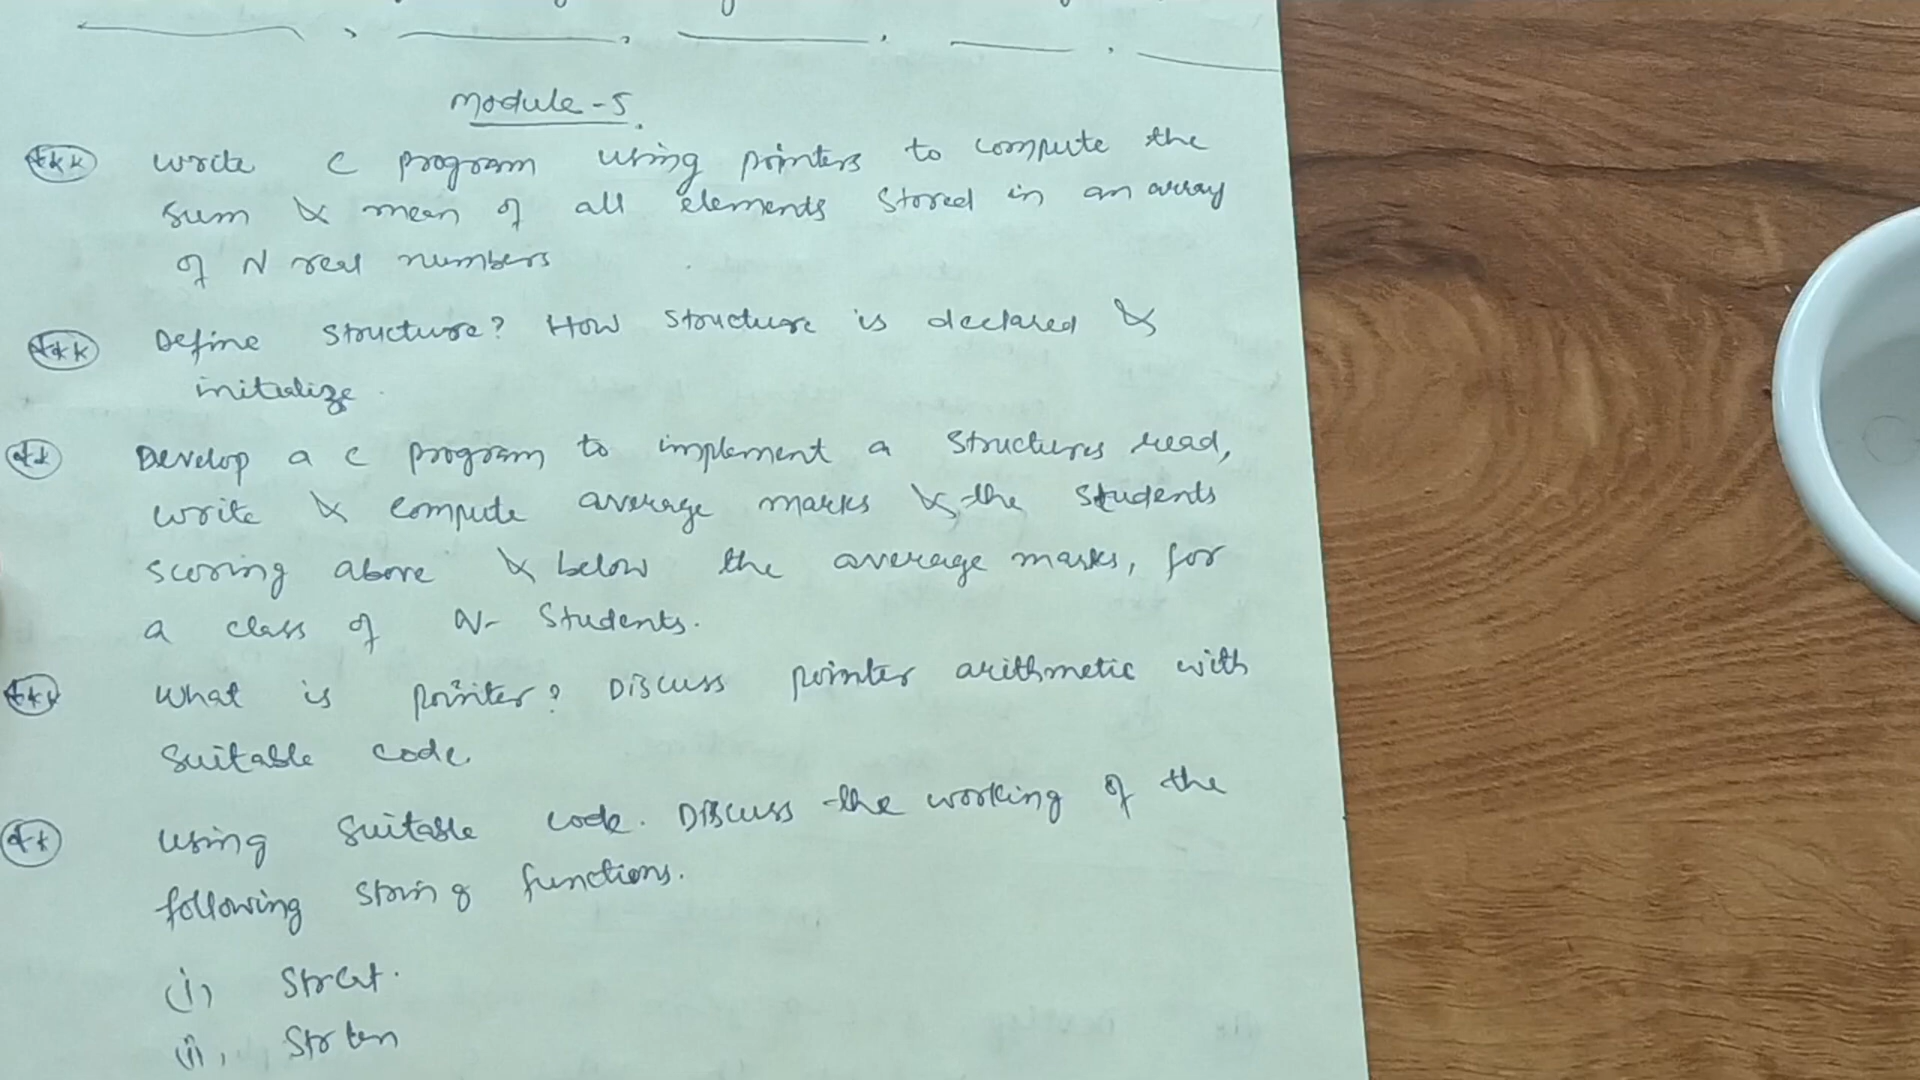 Module-5
*** Write C program using pointers to compute the
sum & mean of all elements stored in an array
of N real numbers
*** Define structure? How structure is declared &
initialize.
** Develop a C program to implement a structures read,
write & compute average marks & the students
scoring above & below the average marks, for
a class of N- Students.
*** What is pointer? Discuss pointer arithmetic with
suitable code.
** Using suitable code. Discuss the working of the
following string functions.
(i) Strcat.
(ii), Strlen